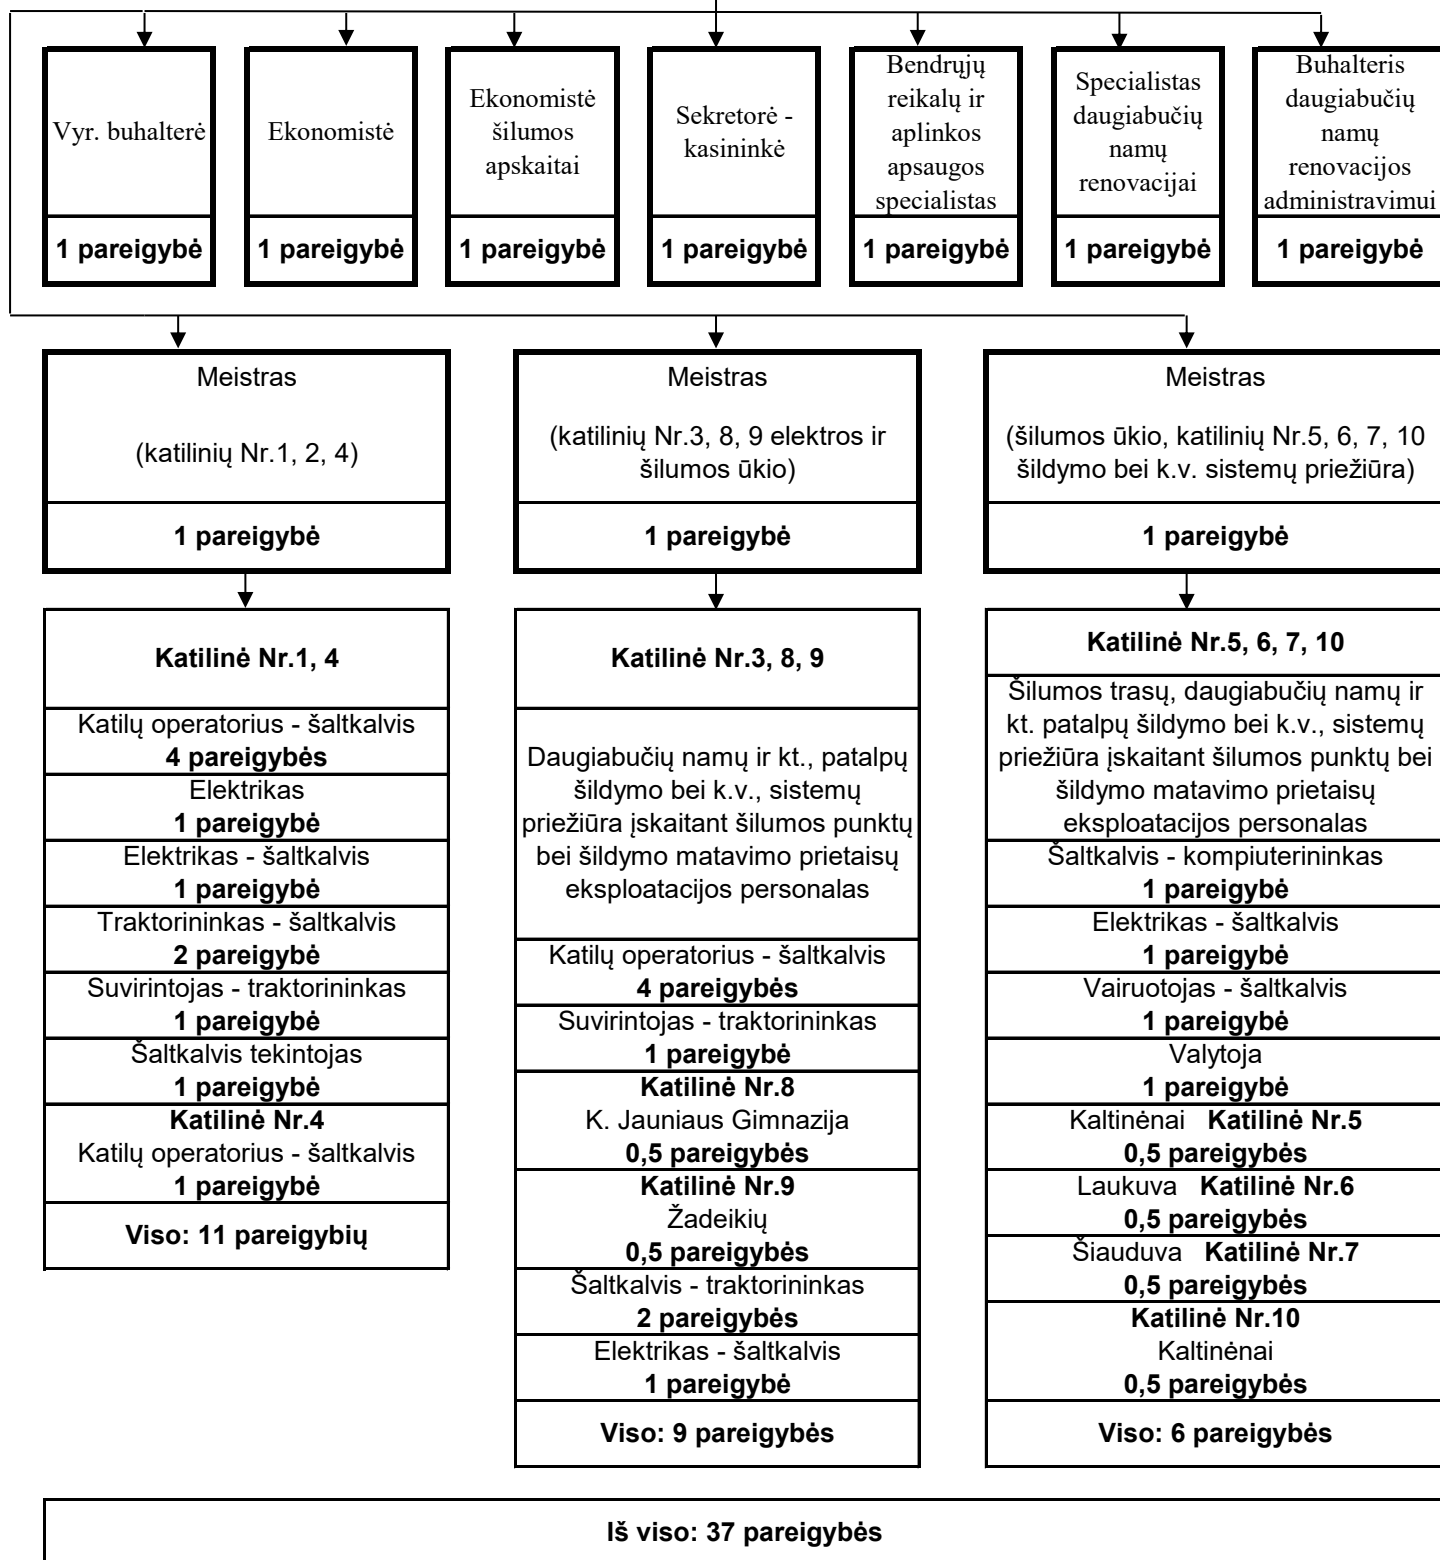 Vyr. buhalterė
1 pareigybė
Ekonomistė
1 pareigybė
Ekonomistė
šilumos
apskaitai
1 pareigybė
Sekretorė -
kasininkė
1 pareigybė
Bendrųjų
reikalų ir
aplinkos
apsaugos
specialistas
1 pareigybė
Specialistas
daugiabučių
namų
renovacijai
1 pareigybė
Buhalteris
daugiabučių
namų
renovacijos
administravimui
1 pareigybė
Meistras
(katilinių Nr.1, 2, 4)
1 pareigybė
Meistras
(katilinių Nr.3, 8, 9 elektros ir
šilumos ūkio)
1 pareigybė
Meistras
(šilumos ūkio, katilinių Nr.5, 6, 7, 10
šildymo bei k.v. sistemų priežiūra)
1 pareigybė
Katilinė Nr.1, 4
Katilų operatorius - šaltkalvis
4 pareigybės
Elektrikas
1 pareigybė
Elektrikas - šaltkalvis
1 pareigybė
Traktorininkas - šaltkalvis
2 pareigybė
Suvirintojas - traktorininkas
1 pareigybė
Šaltkalvis tekintojas
1 pareigybė
Katilinė Nr.4
Katilų operatorius - šaltkalvis
1 pareigybė
Viso: 11 pareigybių
Katilinė Nr.3, 8, 9
Daugiabučių namų ir kt., patalpų
šildymo bei k.v., sistemų
priežiūra įskaitant šilumos punktų
bei šildymo matavimo prietaisų
eksploatacijos personalas
Katilų operatorius - šaltkalvis
4 pareigybės
Suvirintojas - traktorininkas
1 pareigybė
Katilinė Nr.8
K. Jauniaus Gimnazija
0,5 pareigybės
Katilinė Nr.9
Žadeikių
0,5 pareigybės
Šaltkalvis - traktorininkas
2 pareigybės
Elektrikas - šaltkalvis
1 pareigybė
Viso: 9 pareigybės
Katilinė Nr.5, 6, 7, 10
Šilumos trasų, daugiabučių namų ir
kt. patalpų šildymo bei k.v., sistemų
priežiūra įskaitant šilumos punktų bei
šildymo matavimo prietaisų
eksploatacijos personalas
Šaltkalvis - kompiuterininkas
1 pareigybė
Elektrikas - šaltkalvis
1 pareigybė
Vairuotojas - šaltkalvis
1 pareigybė
Valytoja
1 pareigybė
Kaltinėnai Katilinė Nr.5
0,5 pareigybės
Laukuva Katilinė Nr.6
0,5 pareigybės
Šiauduva Katilinė Nr.7
0,5 pareigybės
Katilinė Nr.10
Kaltinėnai
0,5 pareigybės
Viso: 6 pareigybės
Iš viso: 37 pareigybės